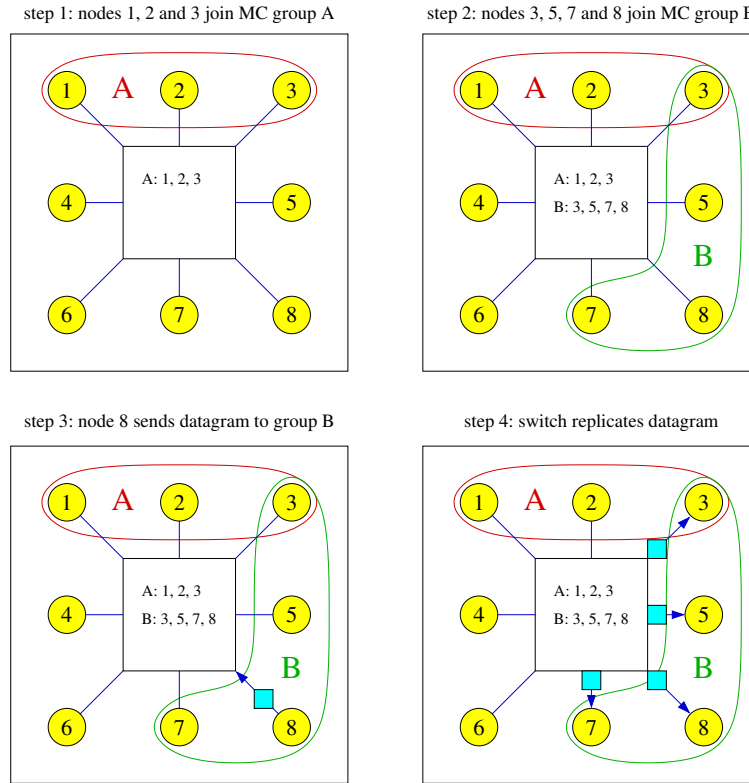 step 1: nodes 1, 2 and 3 join MC group A
step 2: nodes 3, 5, 7 and 8 join MC group B
1 A 2 3
A: 1, 2, 3
4 5
6 7 8
1 A 2 3
A: 1, 2, 3
B: 3, 5, 7, 8
4 5
B
6 7 8
step 3: node 8 sends datagram to group B
step 4: switch replicates datagram
1 A 2 3
A: 1, 2, 3
B: 3, 5, 7, 8
4 5
B
6 7 8
1 A 2 3
A: 1, 2, 3
B: 3, 5, 7, 8
4 5
B
6 7 8